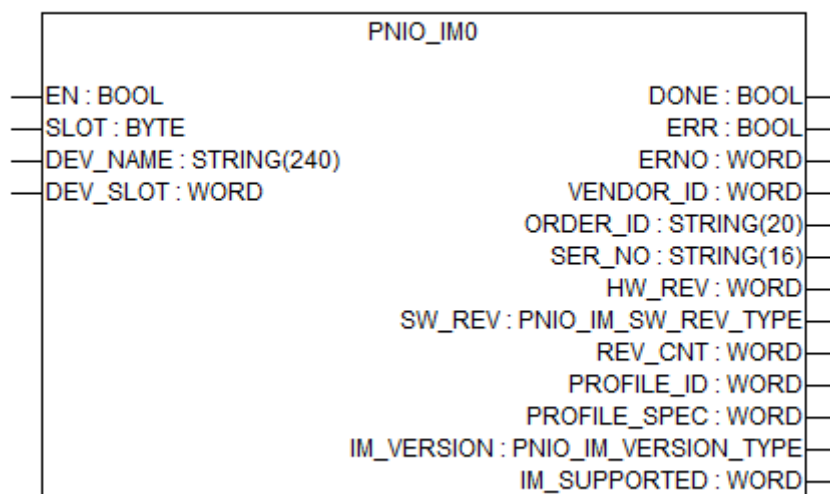 PNIO_IM0
EN : BOOL DONE : BOOL
SLOT : BYTE ERR : BOOL
DEV_NAME : STRING(240) ERNO : WORD
DEV_SLOT : WORD VENDOR_ID : WORD
ORDER_ID : STRING(20)
SER_NO : STRING(16)
HW_REV : WORD
SW_REV : PNIO_IM_SW_REV_TYPE
REV_CNT : WORD
PROFILE_ID : WORD
PROFILE_SPEC : WORD
IM_VERSION : PNIO_IM_VERSION_TYPE
IM_SUPPORTED : WORD